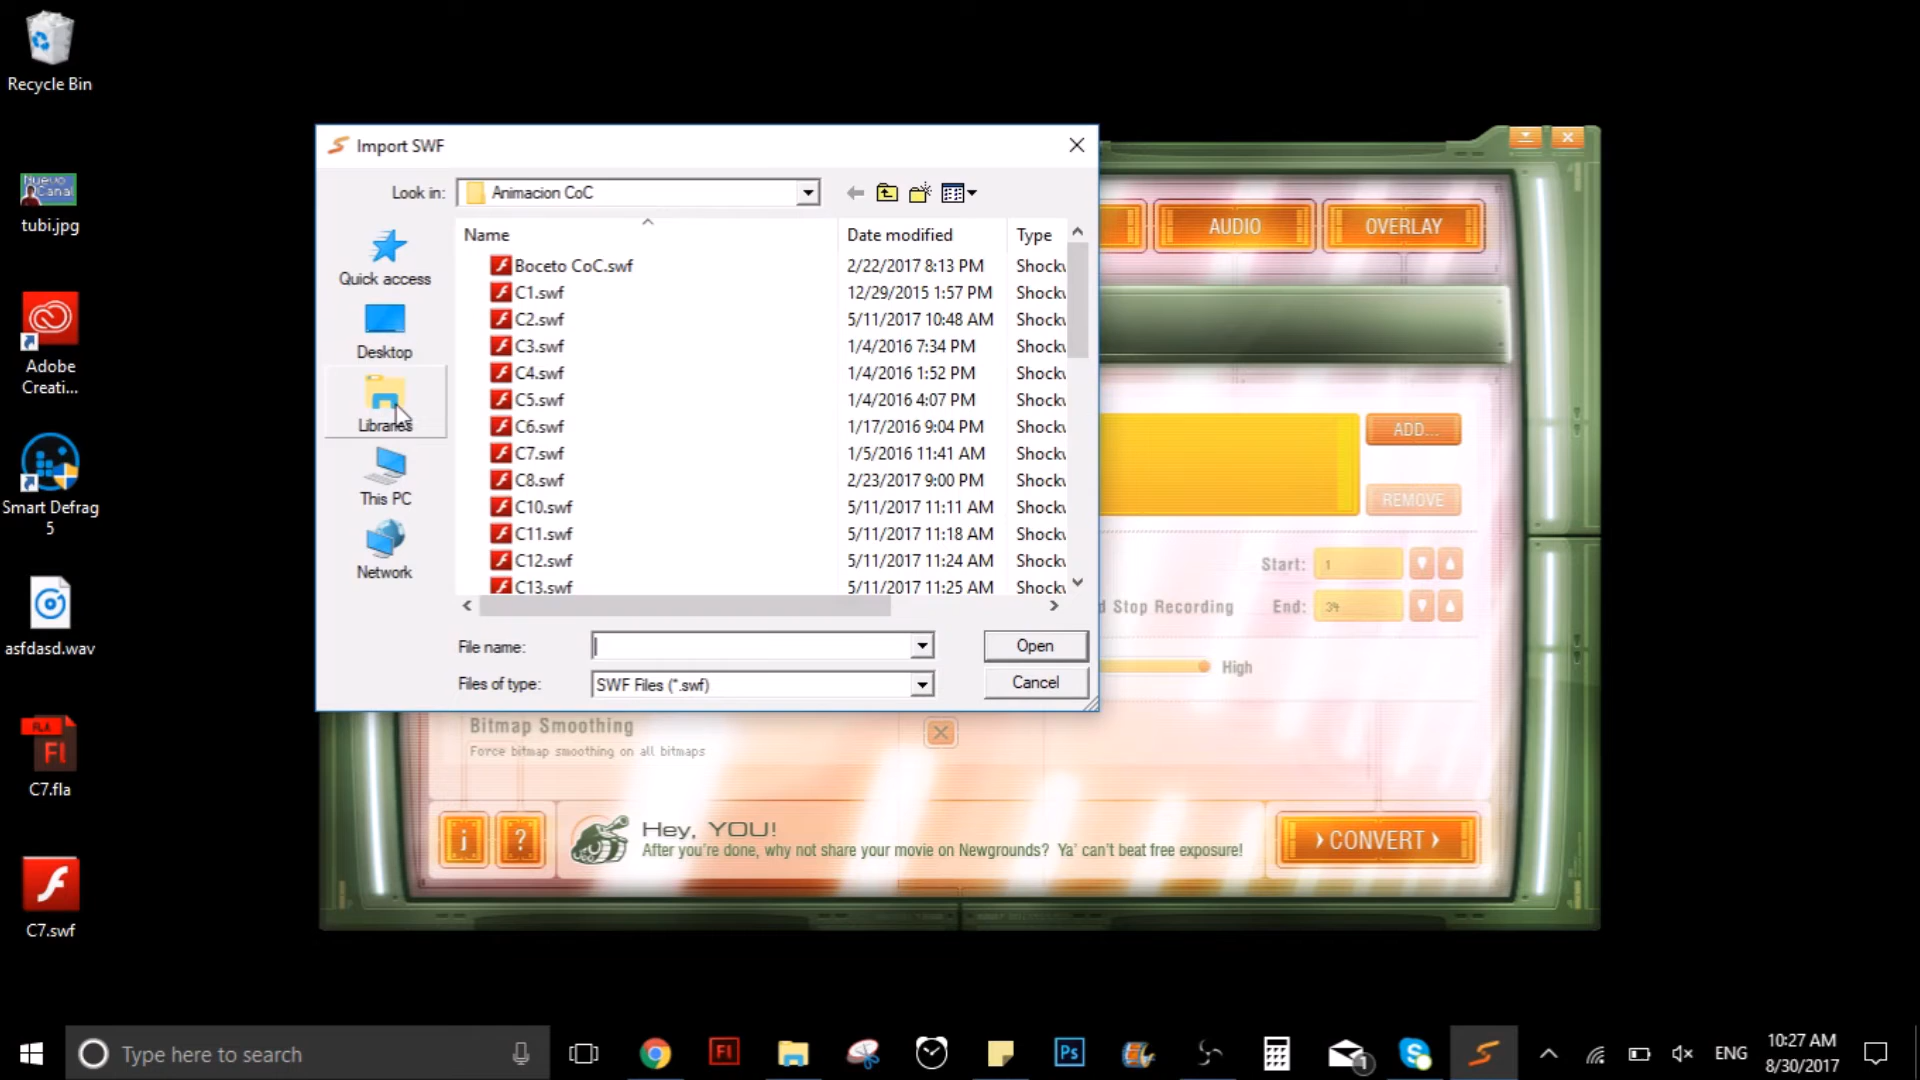 Recycle Bin
Nuevo
Canal
tubi.jpg
Adobe
Creati...
Smart Defrag
5
asfdasd.wav
FLA
Fl
C7.fla
C7.swf
Import SWF
Look in:
Animacion CoC
Quick access
Desktop
Libraries
This PC
Network
Name
Date modified
Type
Boceto CoC.swf
2/22/2017 8:13 PM
Shockw
C1.swf
12/29/2015 1:57 PM
Shockw
C2.swf
5/11/2017 10:48 AM
Shockw
C3.swf
1/4/2016 7:34 PM
Shockw
C4.swf
1/4/2016 1:52 PM
Shockw
C5.swf
1/4/2016 4:07 PM
Shockw
C6.swf
1/17/2016 9:04 PM
Shockw
C7.swf
1/5/2016 11:41 AM
Shockw
C8.swf
2/23/2017 9:00 PM
Shockw
C10.swf
5/11/2017 11:11 AM
Shockw
C11.swf
5/11/2017 11:18 AM
Shockw
C12.swf
5/11/2017 11:24 AM
Shockw
C13.swf
5/11/2017 11:25 AM
Shockw
File name:
Open
Files of type:
SWF Files (*.swf)
Cancel
AUDIO
OVERLAY
ADD...
REMOVE
Start:
1
d Stop Recording
End:
34
High
Bitmap Smoothing
Force bitmap smoothing on all bitmaps
i
?
Hey, YOU!
After you're done, why not share your movie on Newgrounds? Ya' can't beat free exposure!
CONVERT
Type here to search
Fl
Ps
1
ENG
10:27 AM
8/30/2017